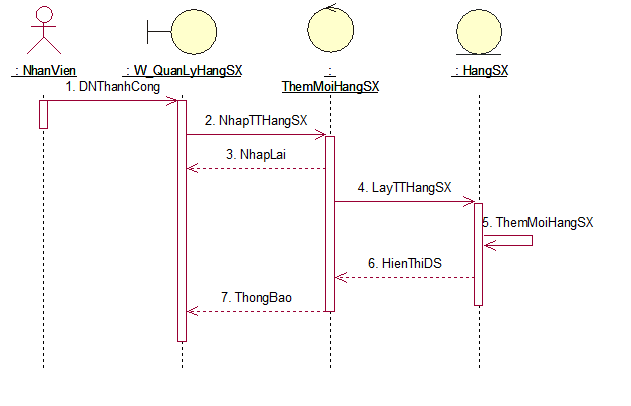 : NhanVien
: W_QuanLyHangSX
:
ThemMoiHangSX
: HangSX
1. DNThanhCong
2. NhapTTHangSX
3. NhapLai
4. LayTTHangSX
5. ThemMoiHangSX
6. HienThiDS
7. ThongBao